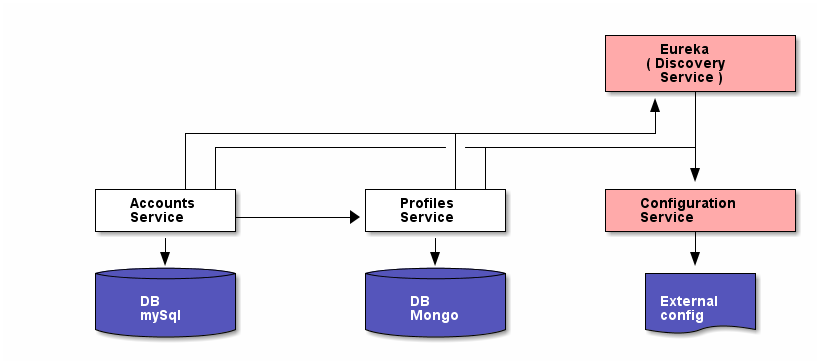 Eureka
( Discovery
Service )
Accounts
Service
Profiles
Service
Configuration
Service
DB
mySql
DB
Mongo
External
config